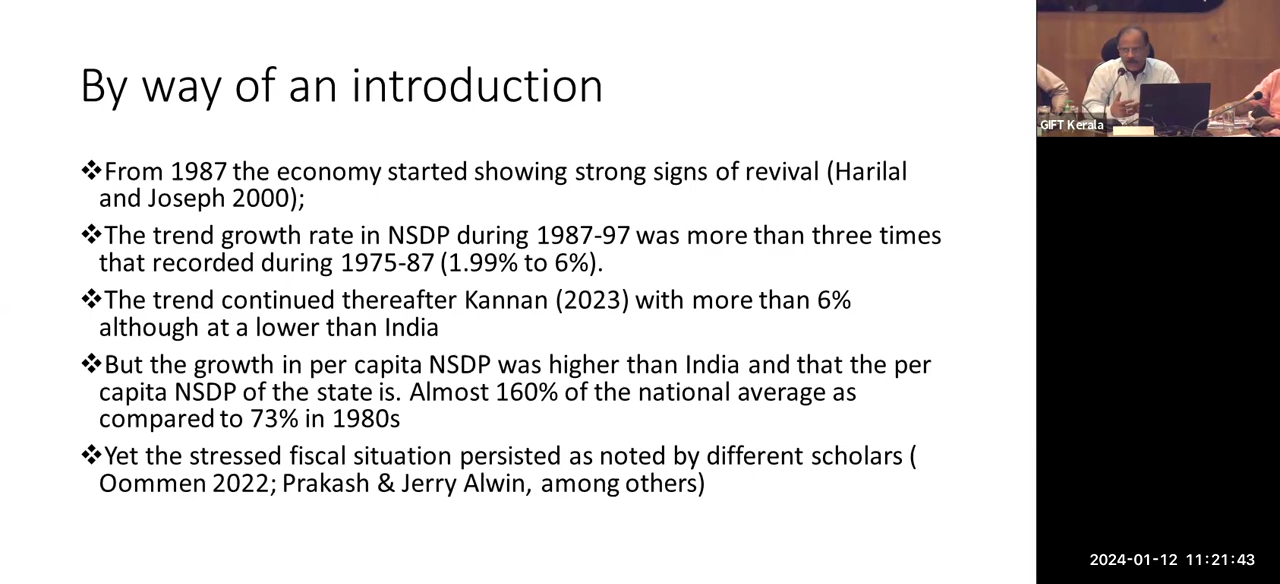 By way of an introduction
❖From 1987 the economy started showing strong signs of revival (Harilal
and Joseph 2000);
❖The trend growth rate in NSDP during 1987-97 was more than three times
that recorded during 1975-87 (1.99% to 6%).
❖The trend continued thereafter Kannan (2023) with more than 6%
although at a lower than India
❖But the growth in per capita NSDP was higher than India and that the per
capita NSDP of the state is. Almost 160% of the national average as
compared to 73% in 1980s
❖Yet the stressed fiscal situation persisted as noted by different scholars (
Oommen 2022; Prakash & Jerry Alwin, among others)
GIFT Kerala
2024-01-12 11:21:43